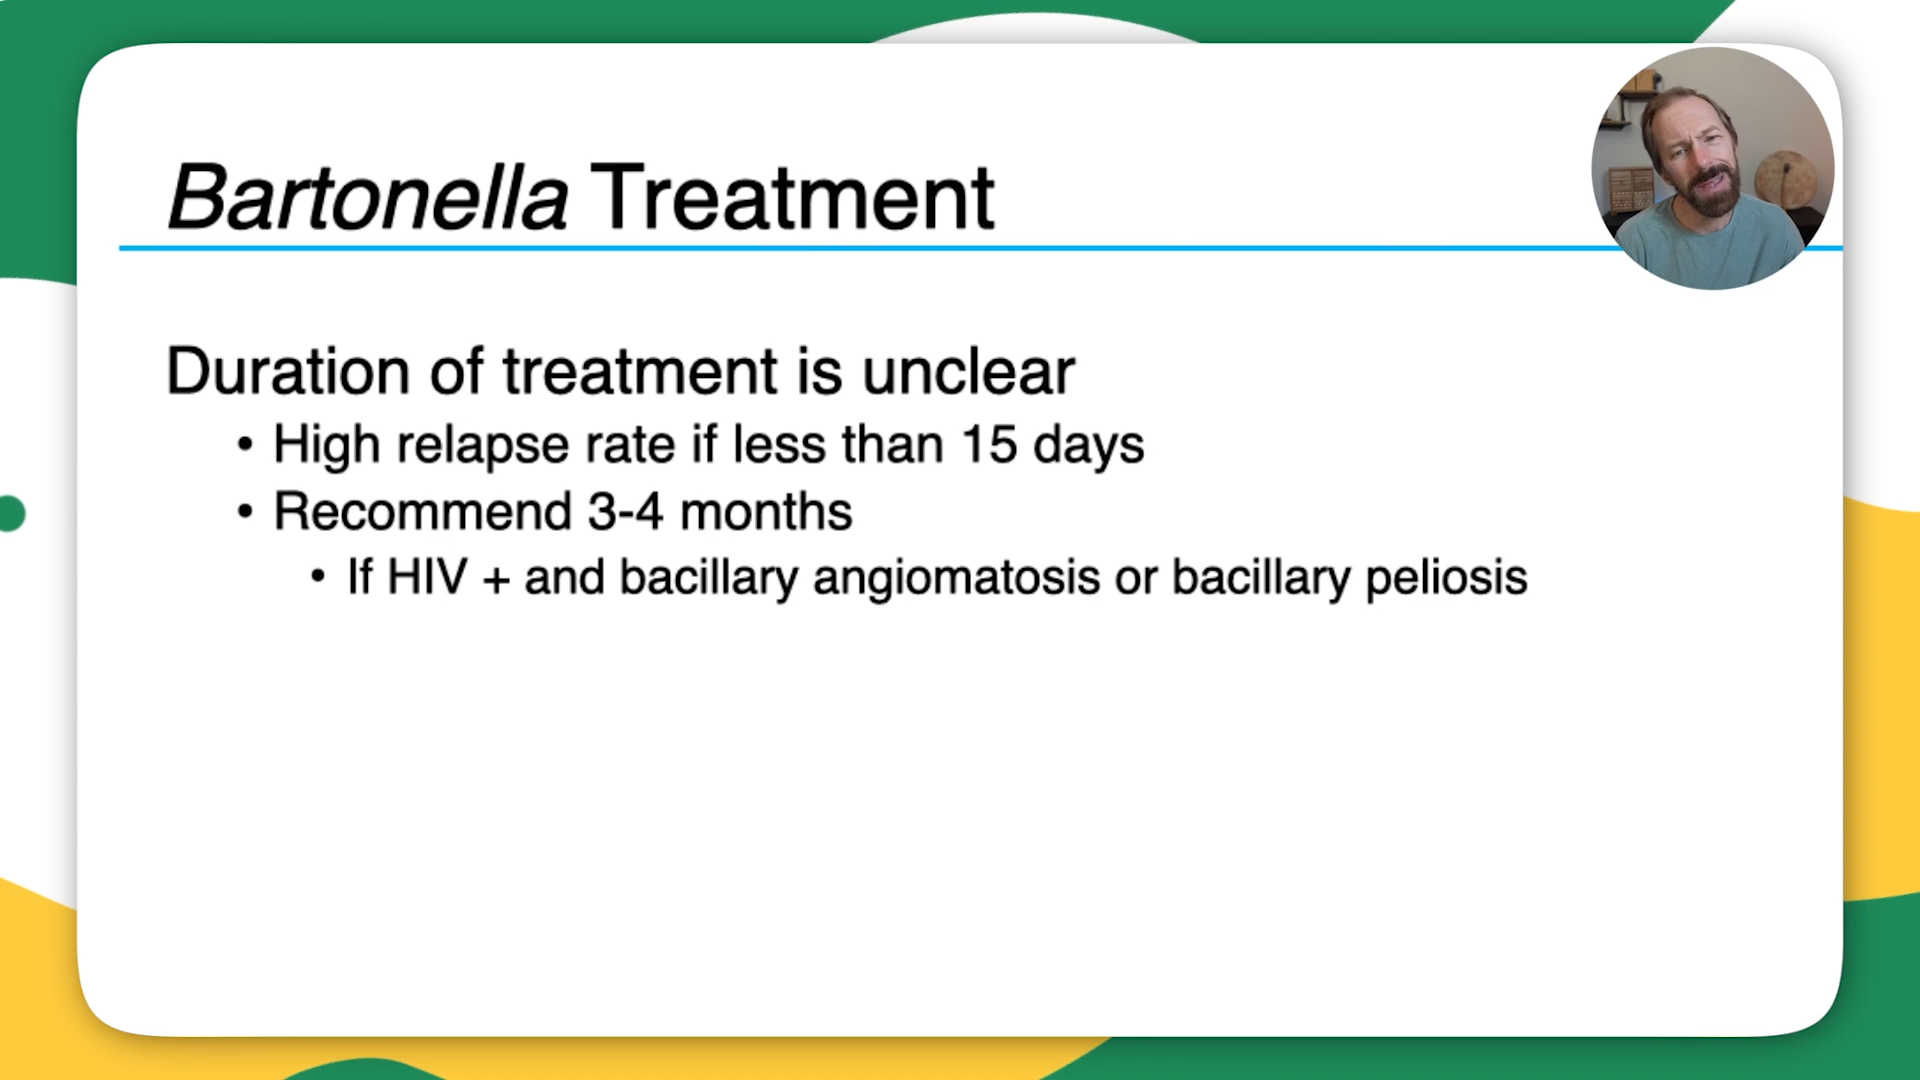 Bartonella Treatment
Duration of treatment is unclear
• High relapse rate if less than 15 days
• Recommend 3-4 months
• If HIV + and bacillary angiomatosis or bacillary peliosis